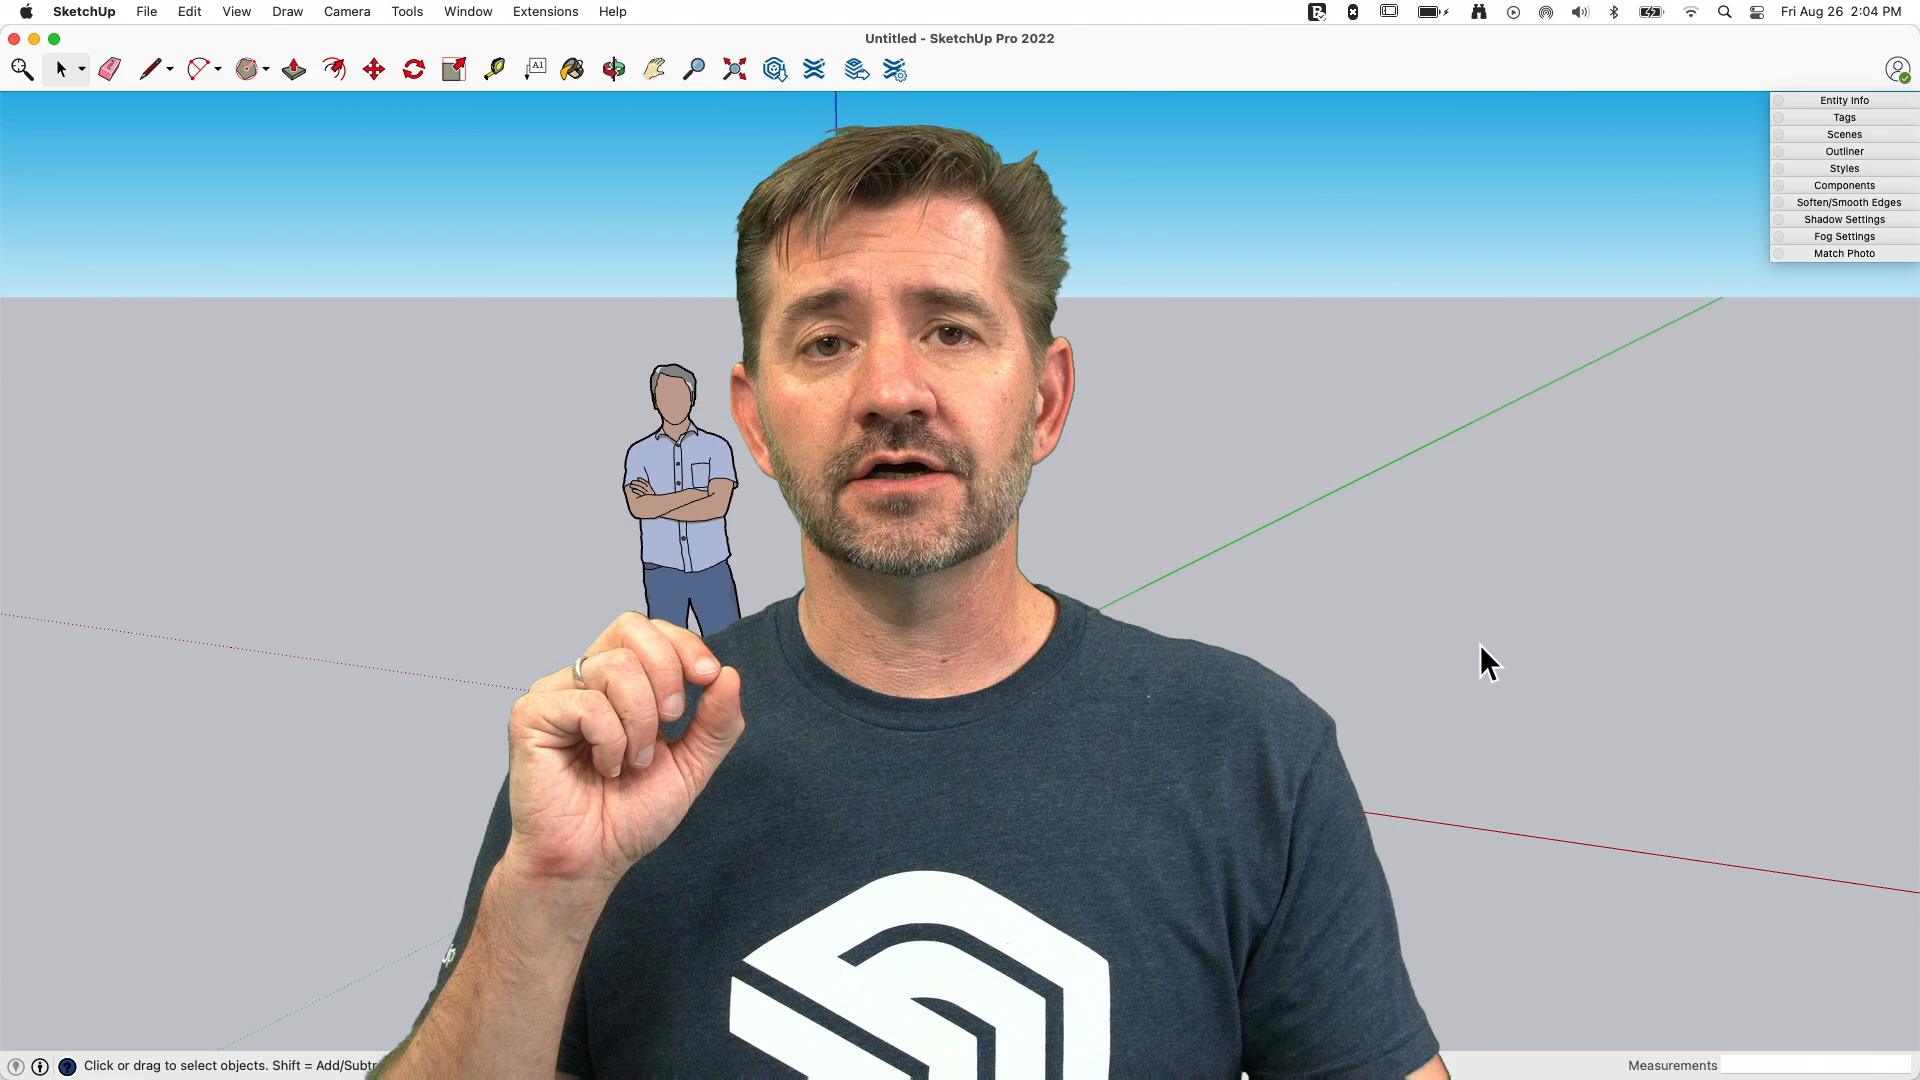 SketchUp File Edit View Draw Camera Tools Window Extensions Help Fri Aug 26 2:04 PM
Untitled - SketchUp Pro 2022
A1
Entity Info
Tags
Scenes
Outliner
Styles
Components
Soften/Smooth Edges
Shadow Settings
Fog Settings
Match Photo
Click or drag to select objects. Shift = Add/Subtr
Measurements